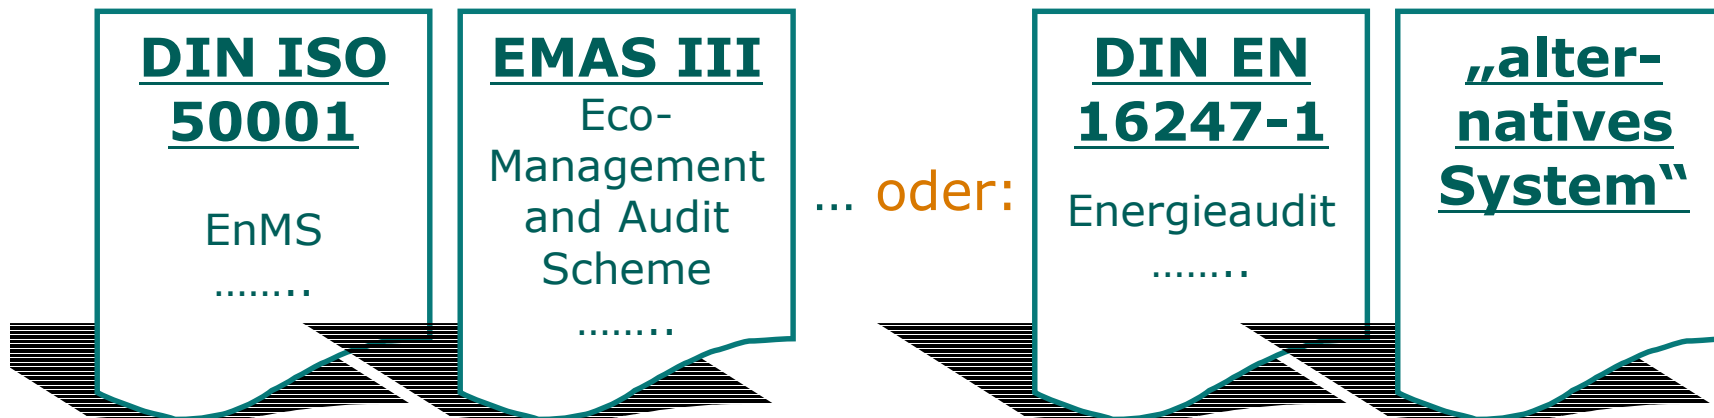 DIN ISO
50001
EnMS
……..
EMAS III
Eco-
Management
and Audit
Scheme
……..
... oder:
DIN EN
16247-1
Energieaudit
……..
„alter-
natives
System“